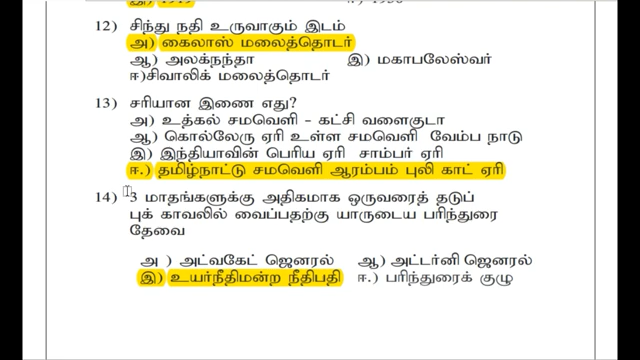 12) சிந்து நதி உருவாகும் இடம்
அ) கைலாஸ் மலைத்தொடர்
ஆ) அலக்நந்தா இ) மகாபலேஸ்வர்
ஈ)சிவாலிக் மலைத்தொடர்
13) சரியான இணை எது?
அ) உத்கல் சமவெளி - கட்சி வளைகுடா
ஆ) கொல்லேரு ஏரி உள்ள சமவெளி வேம்ப நாடு
இ) இந்தியாவின் பெரிய ஏரி சாம்பர் ஏரி
ஈ.) தமிழ்நாட்டு சமவெளி ஆரம்பம் புலி காட் ஏரி
14) 3 மாதங்களுக்கு அதிகமாக ஒருவரைத் தடுப்
புக் காவலில் வைப்பதற்கு யாருடைய பரிந்துரை
தேவை
அ ) அட்வகேட் ஜெனரல் ஆ) அட்டர்னி ஜெனரல்
இ) உயர்நீதிமன்ற நீதிபதி ஈ.) பரிந்துரைக் குழு